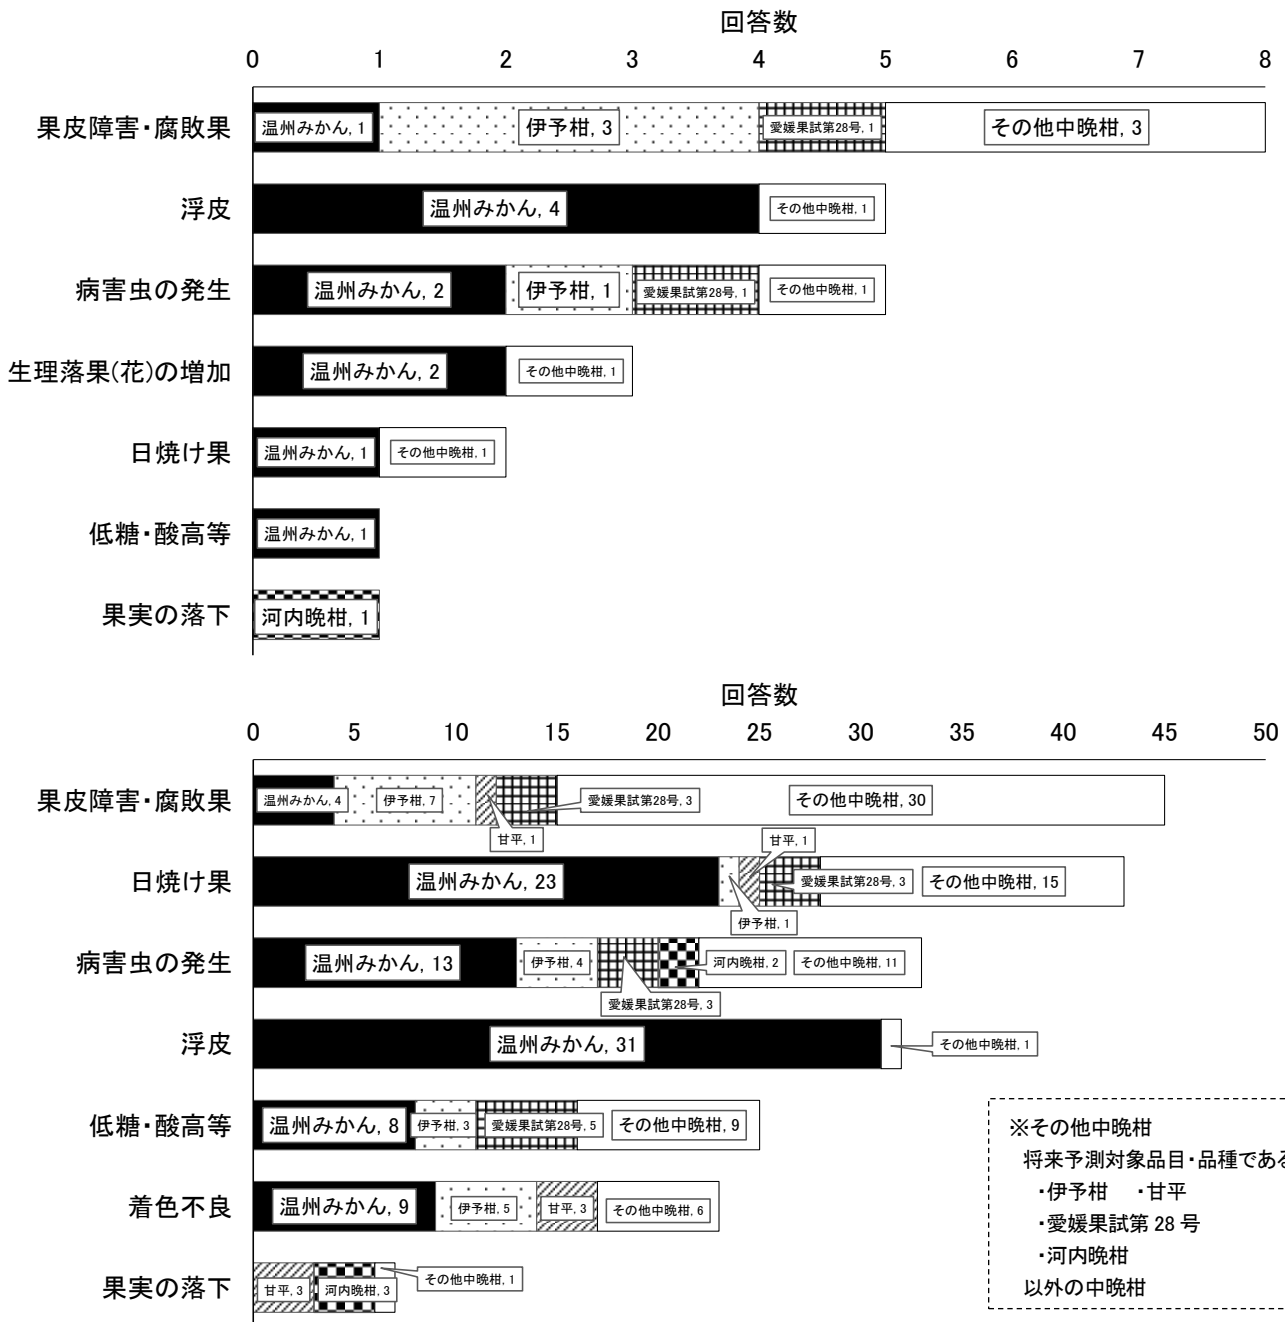 回答数
0 1 2 3 4 5 6 7 8
果皮障害・腐敗果 温州みかん, 1 伊予柑, 3 愛媛果試第28号, 1 その他中晩柑, 3
浮皮 温州みかん, 4 その他中晩柑, 1
病害虫の発生 温州みかん, 2 伊予柑, 1 愛媛果試第28号, 1 その他中晩柑, 1
生理落果(花)の増加 温州みかん, 2 その他中晩柑, 1
日焼け果 温州みかん, 1 その他中晩柑, 1
低糖・酸高等 温州みかん, 1
果実の落下 河内晩柑, 1
回答数
0 5 10 15 20 25 30 35 40 45 50
果皮障害・腐敗果 温州みかん, 4 伊予柑, 7 愛媛果試第28号, 3 その他中晩柑, 30
甘平, 1
甘平, 1
日焼け果 温州みかん, 23 愛媛果試第28号, 3 その他中晩柑, 15
伊予柑, 1
病害虫の発生 温州みかん, 13 伊予柑, 4 河内晩柑, 2 その他中晩柑, 11
愛媛果試第28号, 3
浮皮 温州みかん, 31 その他中晩柑, 1
低糖・酸高等 温州みかん, 8 伊予柑, 3 愛媛果試第28号, 5 その他中晩柑, 9
着色不良 温州みかん, 9 伊予柑, 5 甘平, 3 その他中晩柑, 6
果実の落下 甘平, 3 河内晩柑, 3 その他中晩柑, 1
※その他中晩柑
将来予測対象品目・品種である
・伊予柑 ・甘平
・愛媛果試第 28 号
・河内晩柑
以外の中晩柑